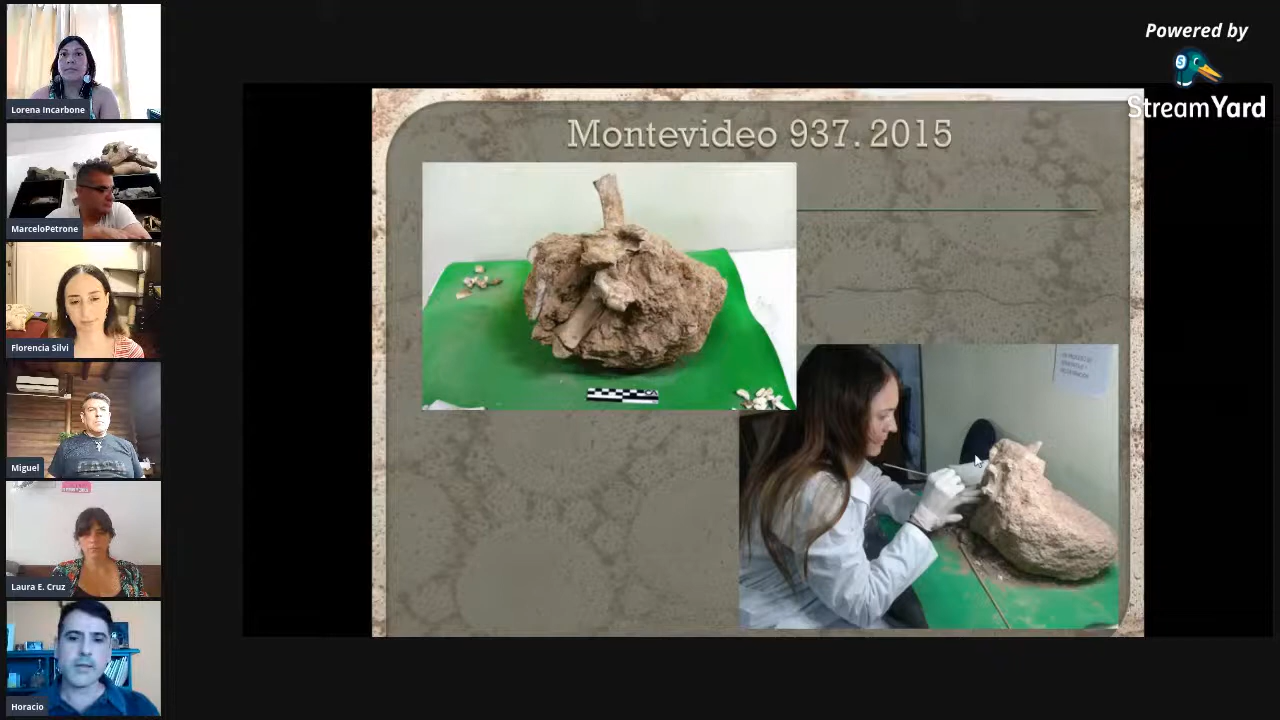 Lorena Incarbone
MarceloPetrone
Florencia Silvi
Miguel
Laura E. Cruz
Horacio
Montevideo 937. 2015
Powered by
StreamYard